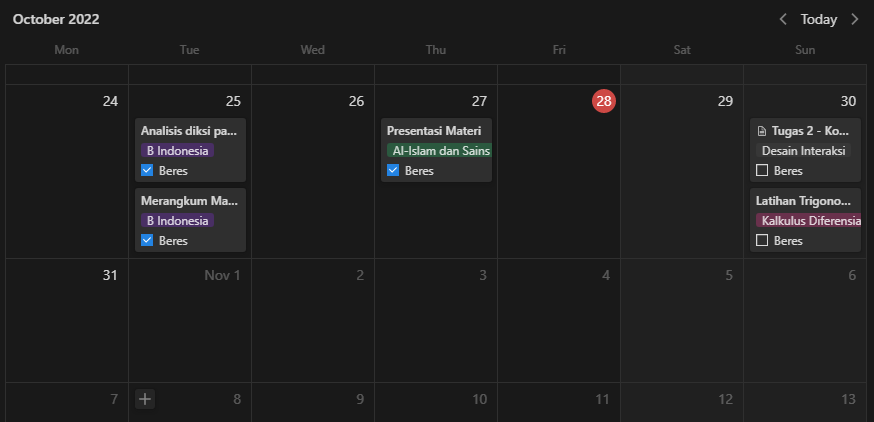 October 2022
Today
Mon Tue Wed Thu Fri Sat Sun
24 25 26 27 28 29 30
Analisis diksi pa...
B Indonesia
Beres
Merangkum Ma...
B Indonesia
Beres
Presentasi Materi
Al-Islam dan Sains
Beres
Tugas 2 - Ko...
Desain Interaksi
Beres
Latihan Trigono...
Kalkulus Diferensia
Beres
31 Nov 1 2 3 4 5 6
7 8 9 10 11 12 13